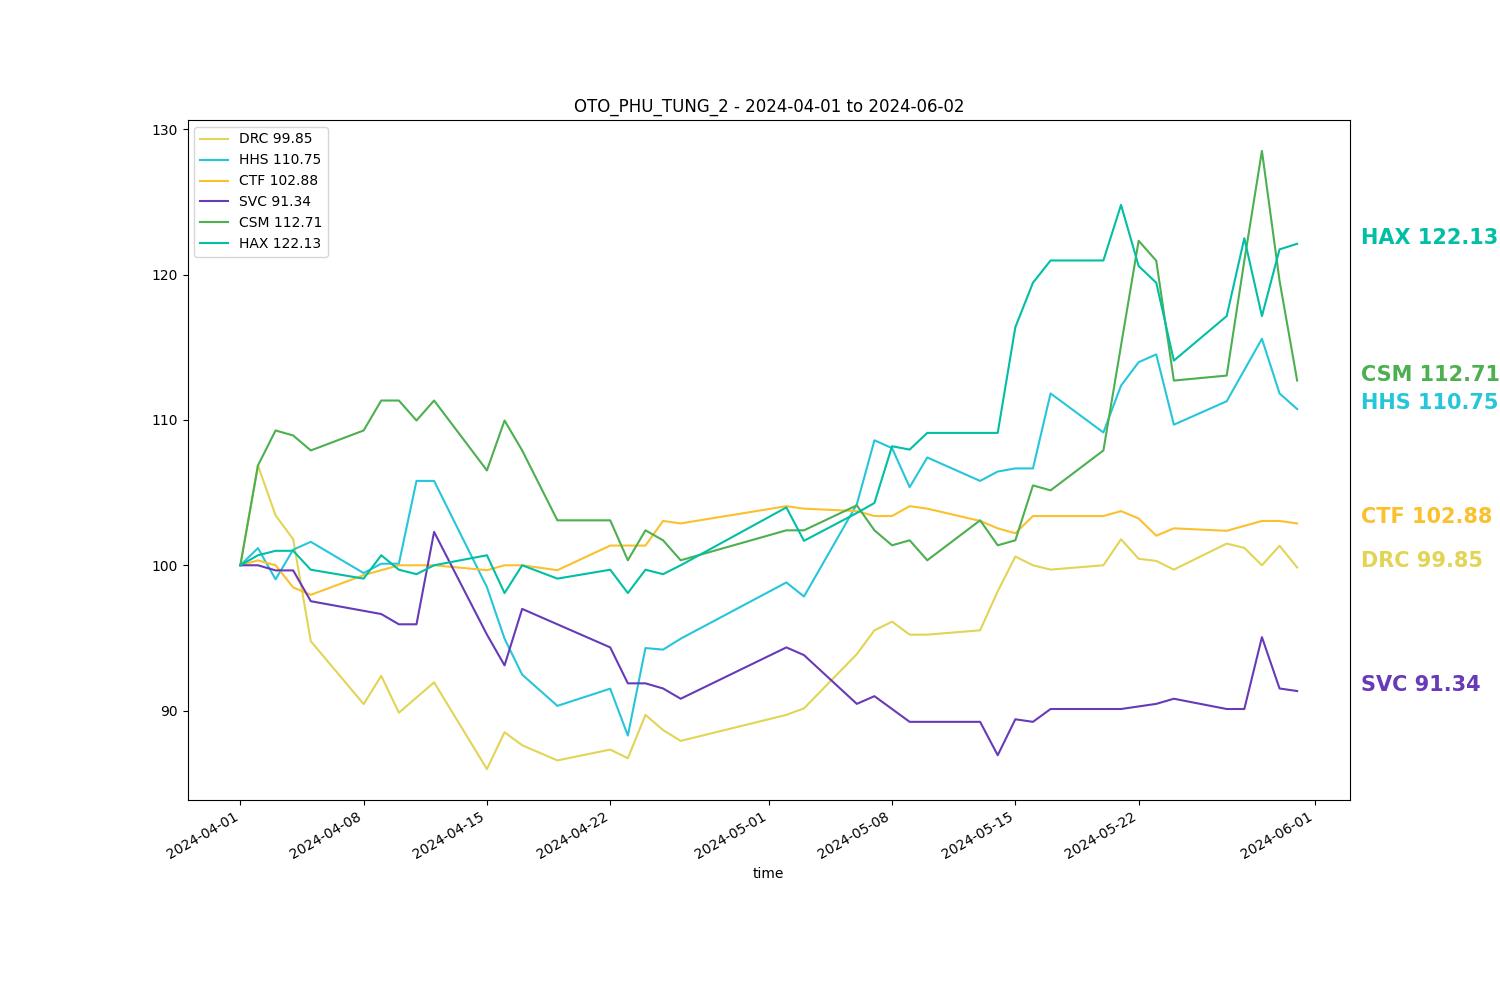 OTO_PHU_TUNG_2 - 2024-04-01 to 2024-06-02
130
120
110
100
90
DRC 99.85
HHS 110.75
CTF 102.88
SVC 91.34
CSM 112.71
HAX 122.13
HAX 122.13
CSM 112.71
HHS 110.75
CTF 102.88
DRC 99.85
SVC 91.34
2024-04-01
2024-04-08
2024-04-15
2024-04-22
2024-05-01
2024-05-08
2024-05-15
2024-05-22
2024-06-01
time